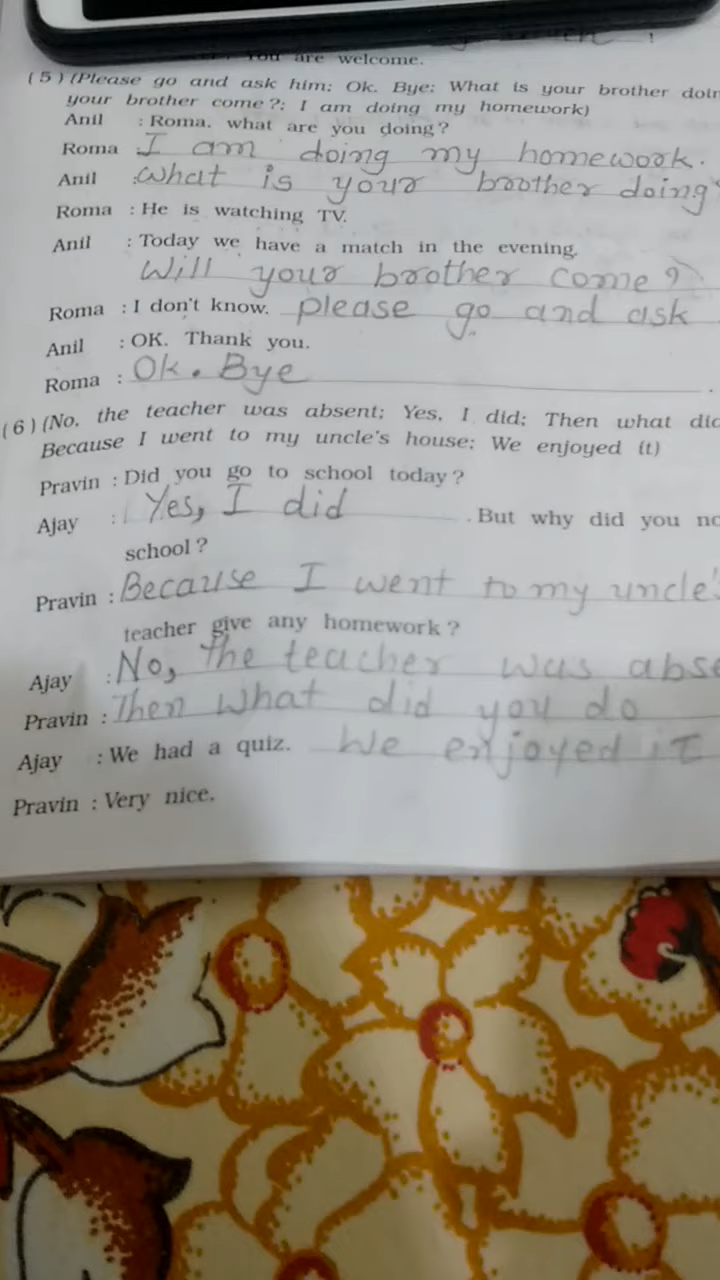 You are welcome.
(5) (Please go and ask him; Ok. Bye; What is your brother
your brother come?; I am doing my homework)
Anil : Roma, what are you doing?
Roma : I am doing my homework.
Anil : What is your brother doing
Roma : He is watching TV.
Anil : Today we have a match in the evening.
Will your brother come?
Roma : I don't know. please go and ask
Anil : OK. Thank you.
Roma : Ok. Bye
(6) (No, the teacher was absent; Yes, I did; Then what
Because I went to my uncle's house; We enjoyed it)
Pravin : Did you go to school today?
Ajay : Yes, I did. But why did you
school?
Pravin : Because I went to my uncle's
teacher give any homework?
Ajay : No, the teacher was
Pravin : Then what did you do
Ajay : We had a quiz. We enjoyed it
Pravin : Very nice.